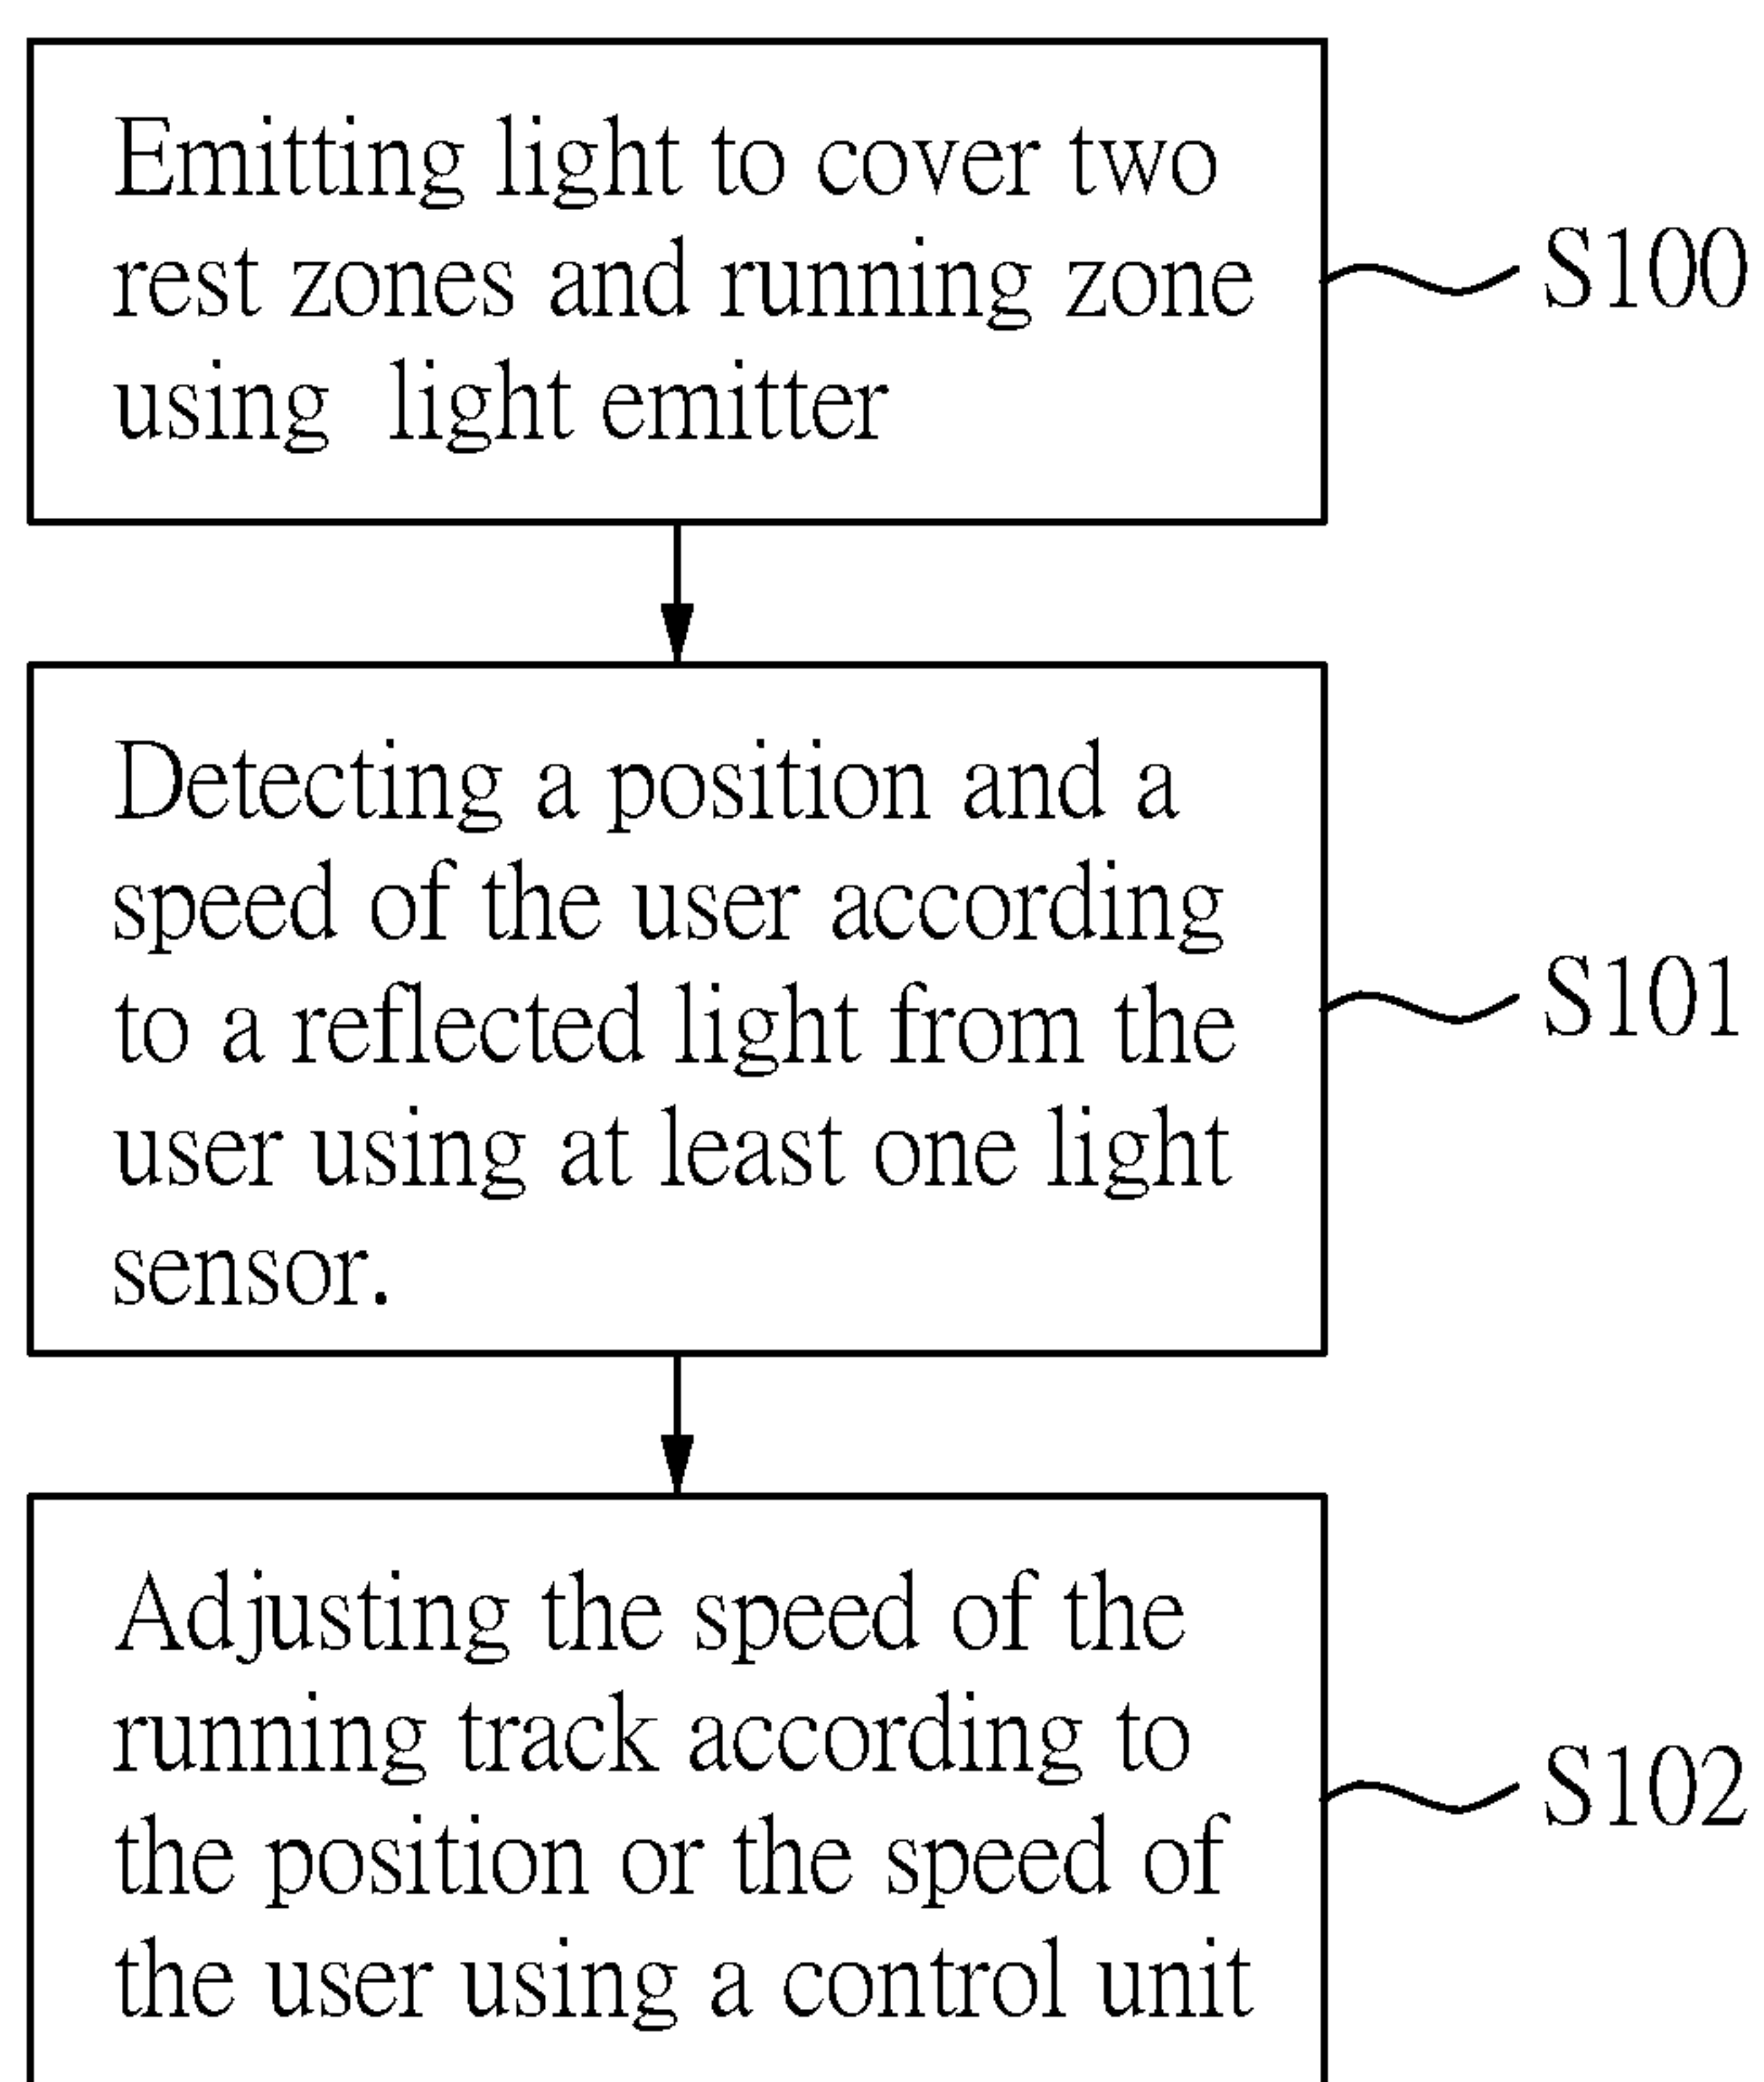 Emitting light to cover two
rest zones and running zone
using light emitter
S100
Detecting a position and a
speed of the user according
to a reflected light from the
user using at least one light
sensor.
S101
Adjusting the speed of the
running track according to
the position or the speed of
the user using a control unit
S102